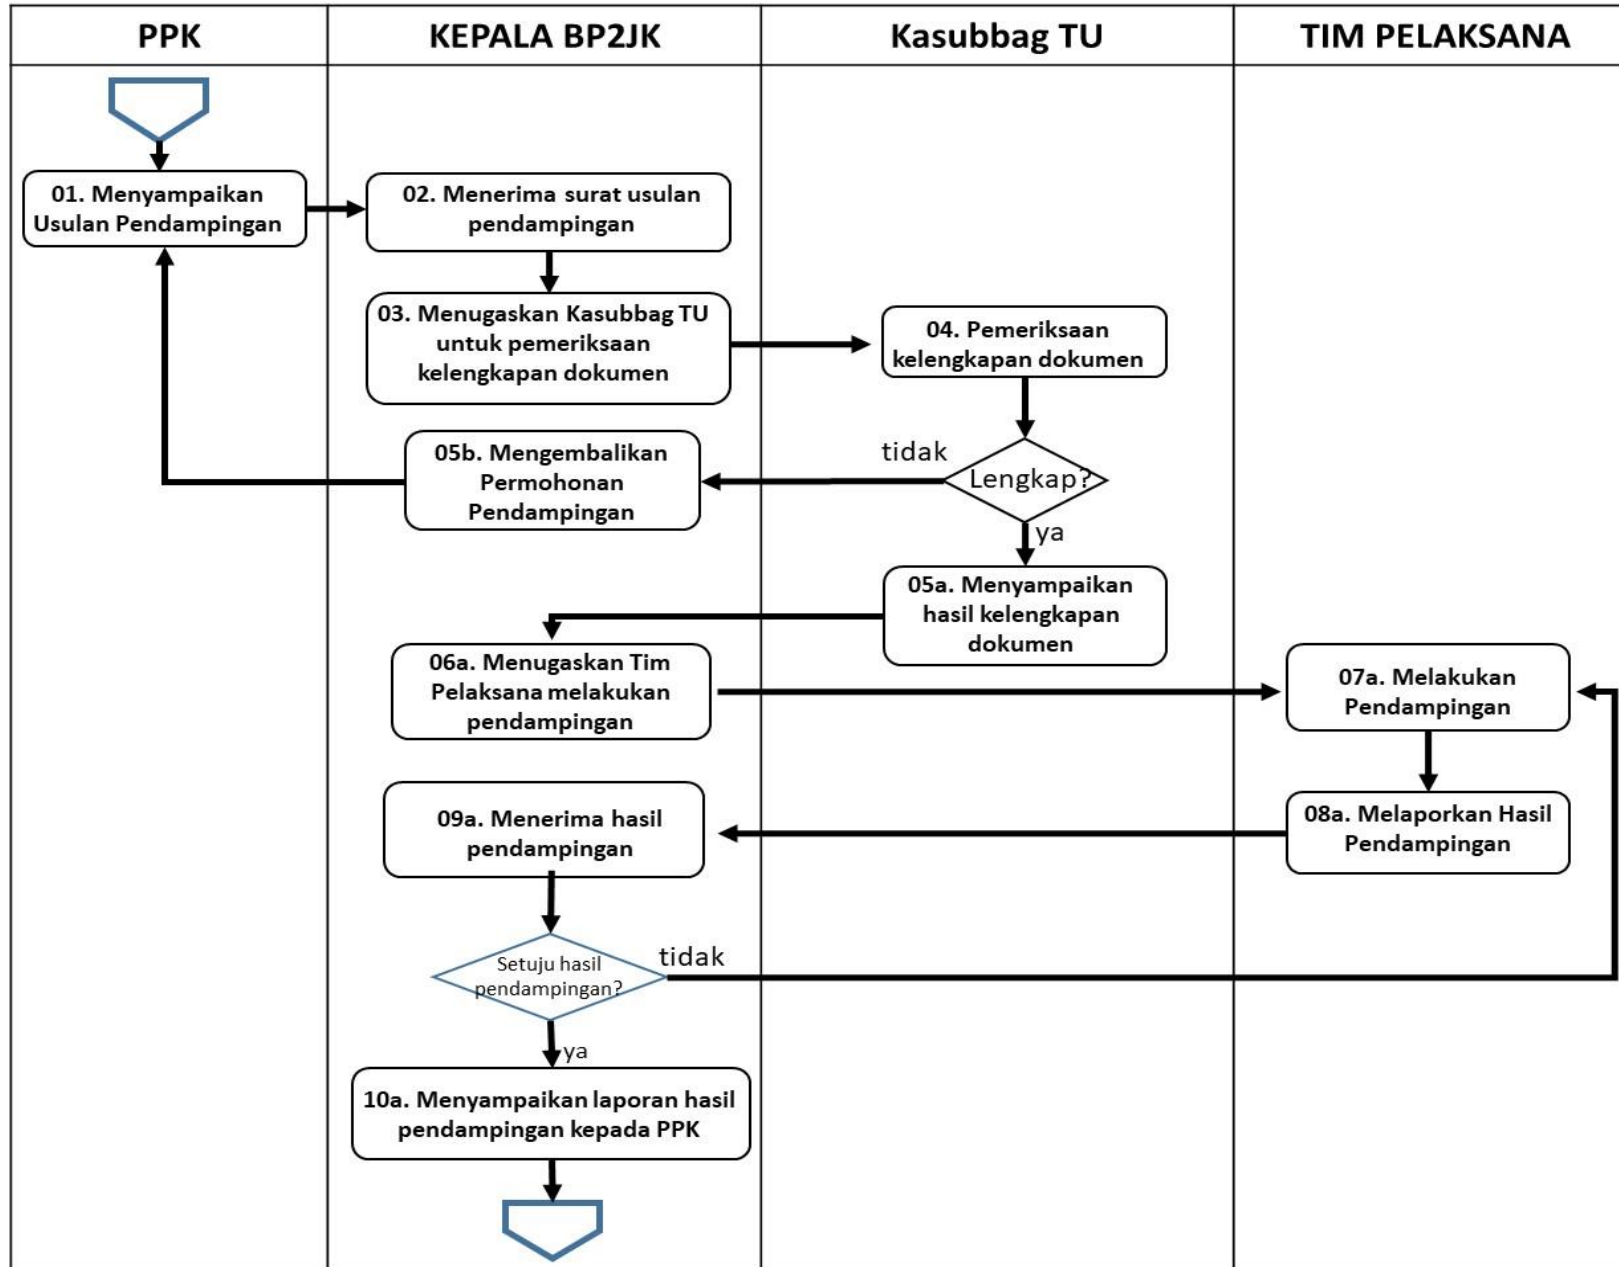 PPK
KEPALA BP2JK
Kasubbag TU
TIM PELAKSANA
01. Menyampaikan
Usulan Pendampingan
02. Menerima surat usulan
pendampingan
03. Menugaskan Kasubbag TU
untuk pemeriksaan
kelengkapan dokumen
04. Pemeriksaan
kelengkapan dokumen
Lengkap?
tidak
05b. Mengembalikan
Permohonan
Pendampingan
ya
05a. Menyampaikan
hasil kelengkapan
dokumen
06a. Menugaskan Tim
Pelaksana melakukan
pendampingan
07a. Melakukan
Pendampingan
08a. Melaporkan Hasil
Pendampingan
09a. Menerima hasil
pendampingan
Setuju hasil
pendampingan?
tidak
ya
10a. Menyampaikan laporan hasil
pendampingan kepada PPK